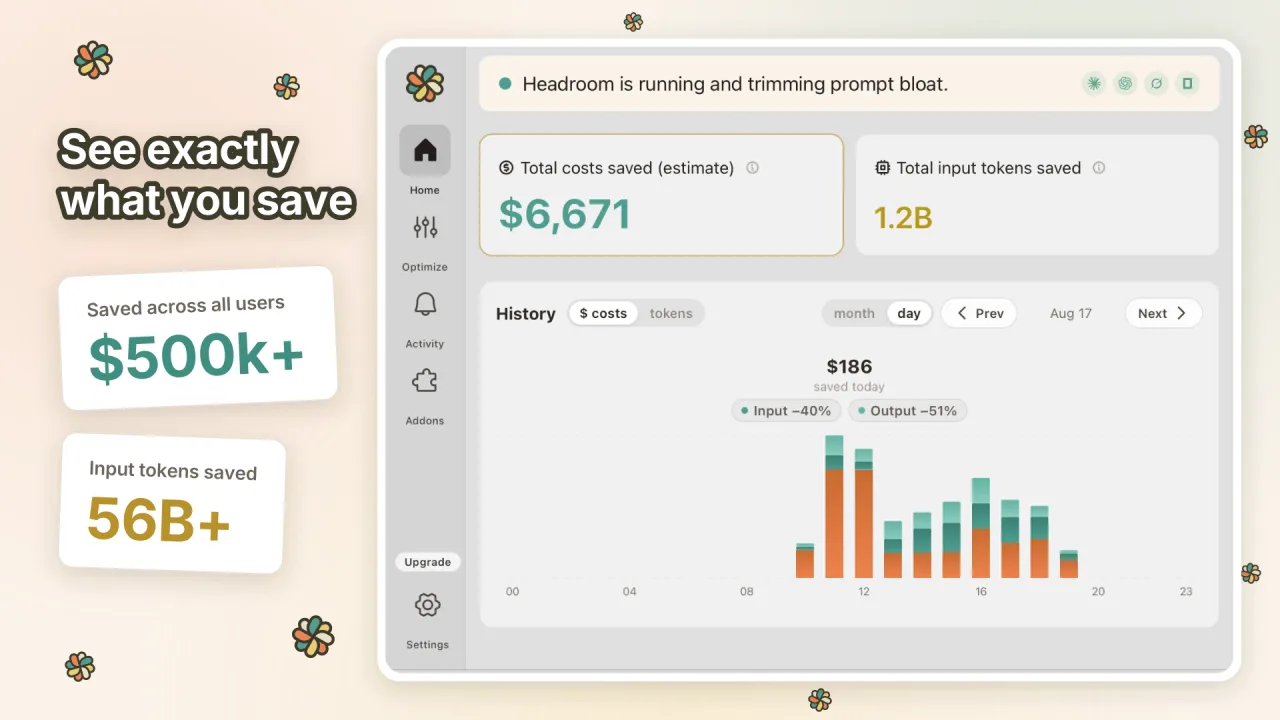 See exactly
what you save
Saved across all users
$500k+
Input tokens saved
56B+
Home
Optimize
Activity
Addons
Upgrade
Settings
Headroom is running and trimming prompt bloat.
Total costs saved (estimate)
$6,671
Total input tokens saved
1.2B
History
$ costs
tokens
month
day
Prev
Aug 17
Next
$186
saved today
Input −40%
Output −51%
00 04 08 12 16 20 23